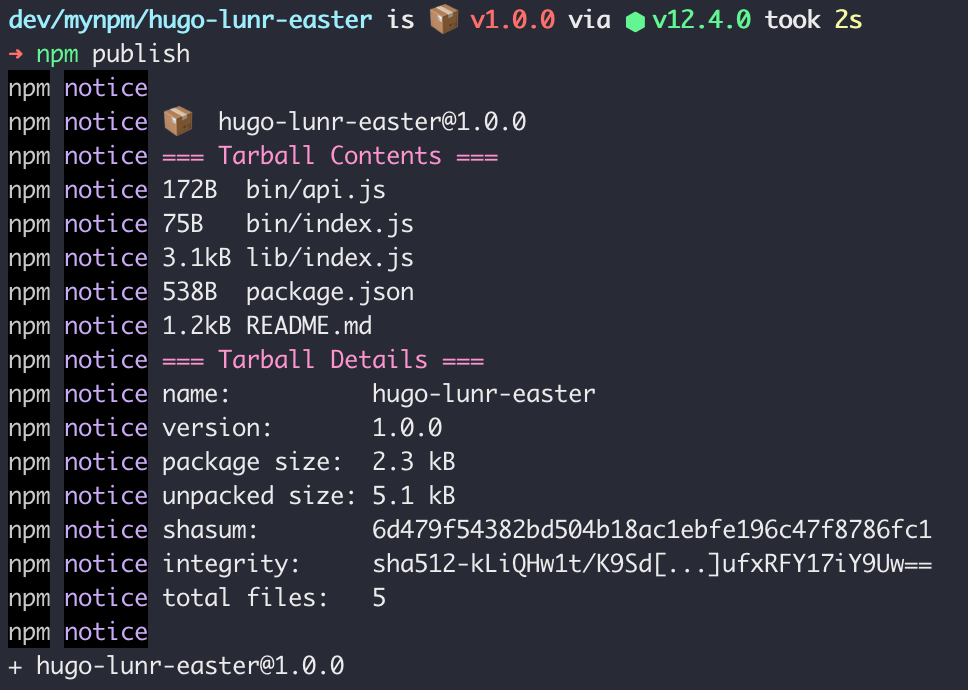 dev/mynpm/hugo-lunr-easter is 📦 v1.0.0 via ⬢ v12.4.0 took 2s
➜ npm publish
npm notice
npm notice 📦 hugo-lunr-easter@1.0.0
npm notice === Tarball Contents ===
npm notice 172B bin/api.js
npm notice 75B bin/index.js
npm notice 3.1kB lib/index.js
npm notice 538B package.json
npm notice 1.2kB README.md
npm notice === Tarball Details ===
npm notice name: hugo-lunr-easter
npm notice version: 1.0.0
npm notice package size: 2.3 kB
npm notice unpacked size: 5.1 kB
npm notice shasum: 6d479f54382bd504b18ac1ebfe196c47f8786fc1
npm notice integrity: sha512-kLiQHw1t/K9Sd[...]ufxRFY17iY9Uw==
npm notice total files: 5
npm notice
+ hugo-lunr-easter@1.0.0